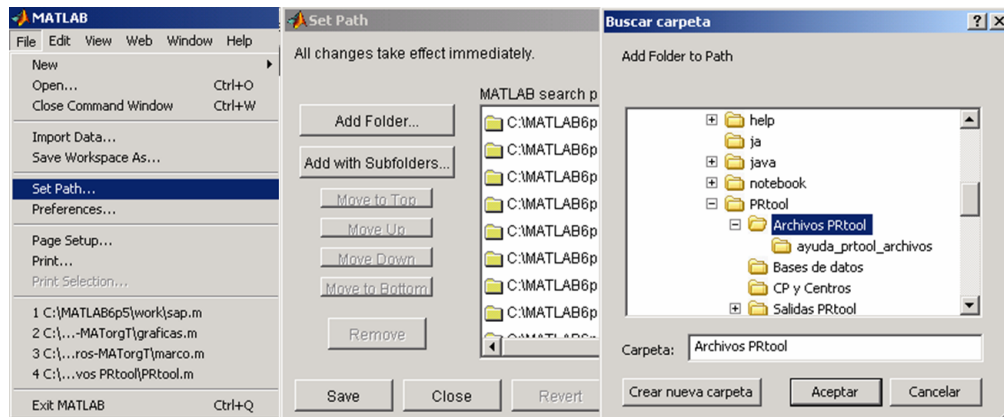 MATLAB
File Edit View Web Window Help
New
Open... Ctrl+O
Close Command Window Ctrl+W
Import Data...
Save Workspace As...
Set Path...
Preferences...
Page Setup...
Print...
Print Selection...
1 C:\MATLAB6p5\work\sap.m
2 C:\...-MATorgT\graficas.m
3 C:\...ros-MATorgT\marco.m
4 C:\...vos PRtool\PRtool.m
Exit MATLAB Ctrl+Q
Set Path
All changes take effect immediately.
MATLAB search p
Add Folder...
Add with Subfolders...
Move to Top
Move Up
Move Down
Move to Bottom
Remove
C:\MATLAB6p
C:\MATLAB6p
C:\MATLAB6p
C:\MATLAB6p
C:\MATLAB6p
C:\MATLAB6p
C:\MATLAB6p
C:\MATLAB6p
Save Close Revert
Buscar carpeta
Add Folder to Path
help
ja
java
notebook
PRtool
Archivos PRtool
ayuda_prtool_archivos
Bases de datos
CP y Centros
Salidas PRtool
Carpeta: Archivos PRtool
Crear nueva carpeta Aceptar Cancelar